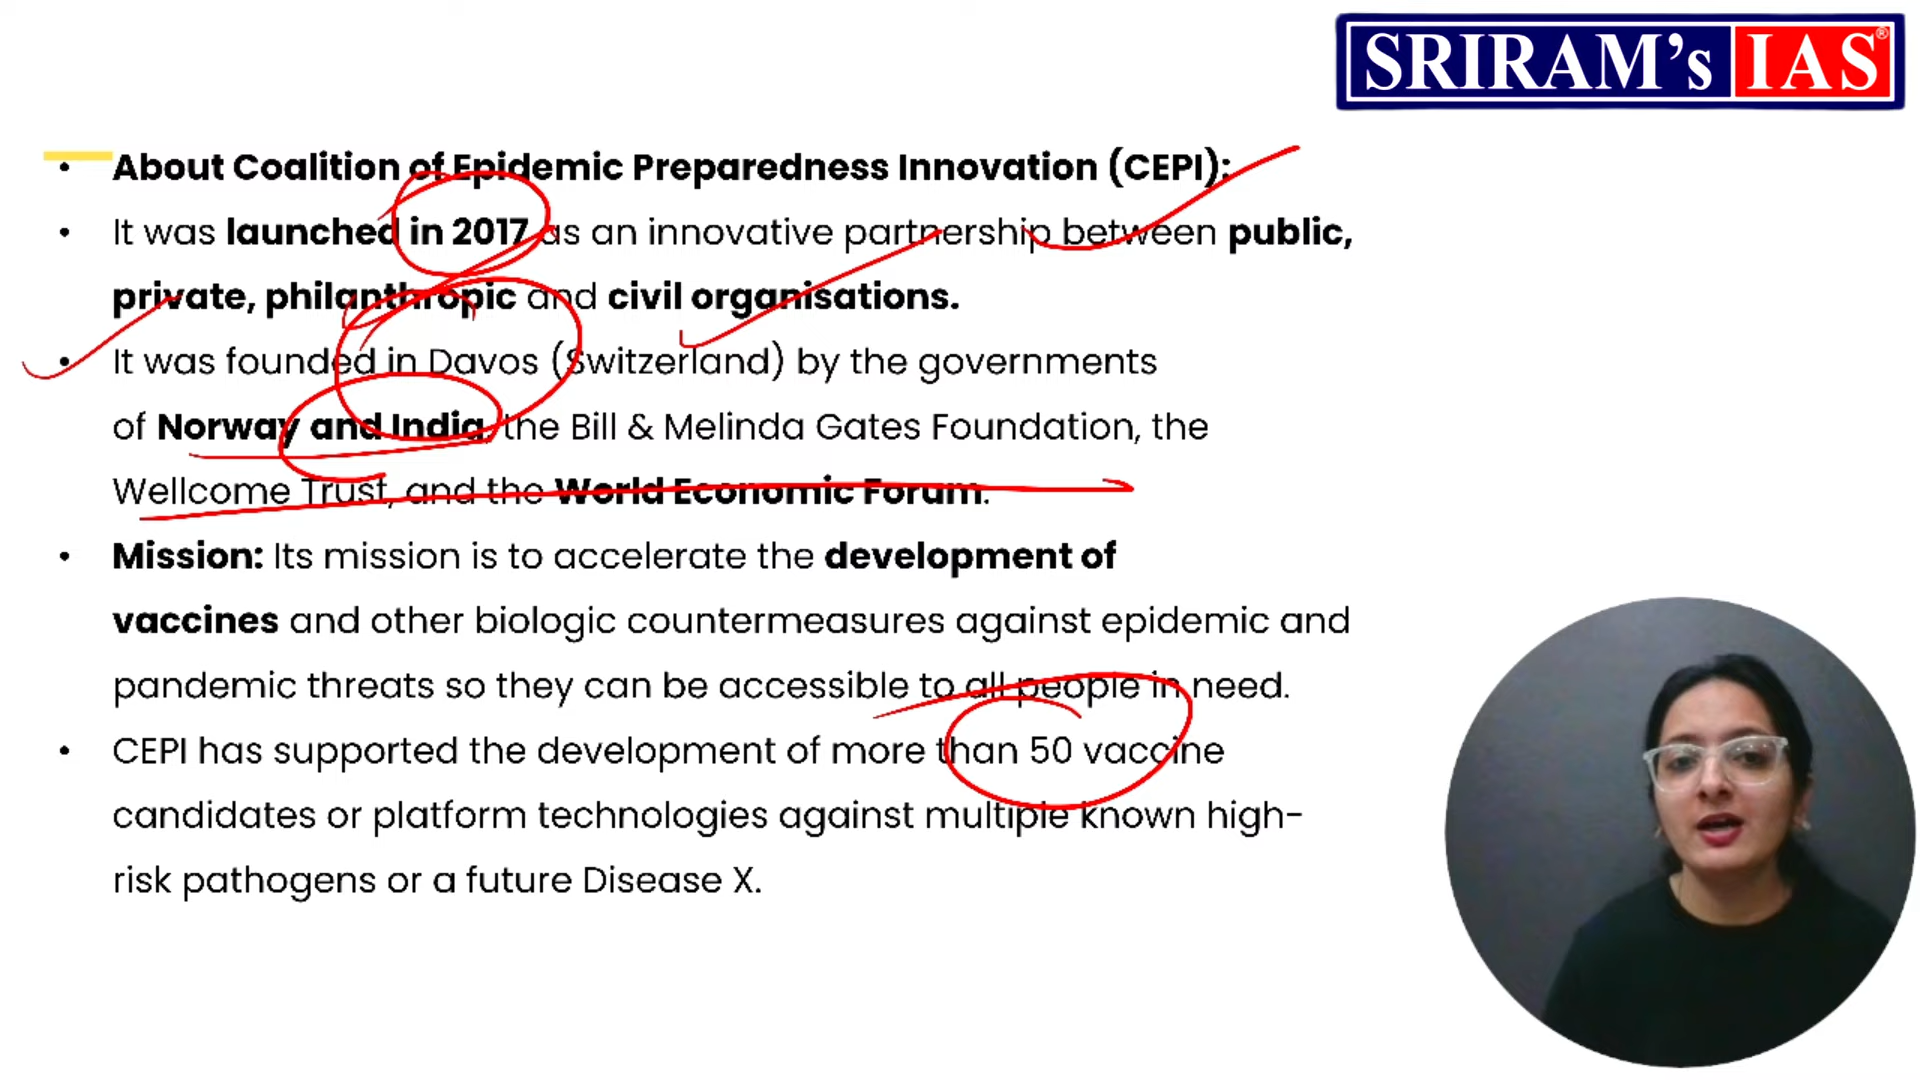 SRIRAM's IAS®
• About Coalition of Epidemic Preparedness Innovation (CEPI):
• It was launched in 2017 as an innovative partnership between public,
private, philanthropic and civil organisations.
• It was founded in Davos (Switzerland) by the governments
of Norway and India, the Bill & Melinda Gates Foundation, the
Wellcome Trust, and the World Economic Forum.
• Mission: Its mission is to accelerate the development of
vaccines and other biologic countermeasures against epidemic and
pandemic threats so they can be accessible to all people in need.
• CEPI has supported the development of more than 50 vaccine
candidates or platform technologies against multiple known high-
risk pathogens or a future Disease X.